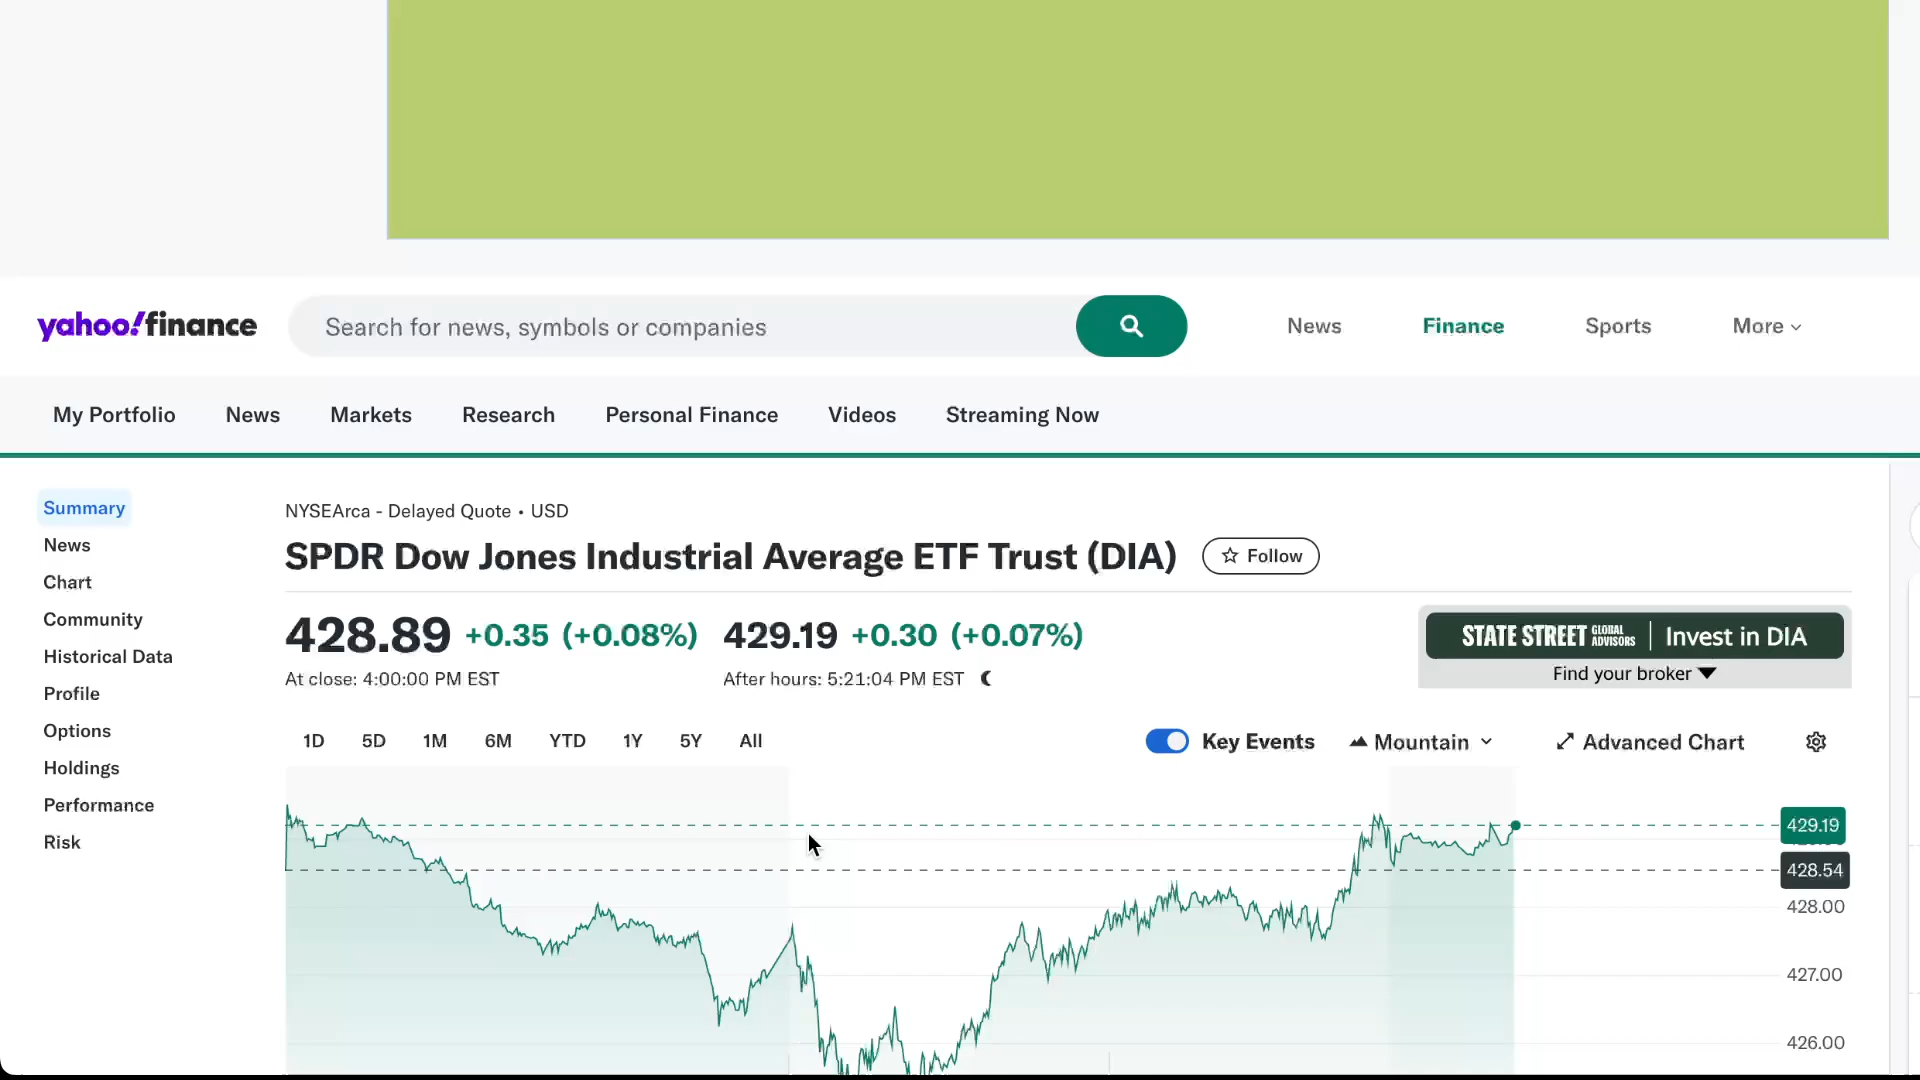 yahoo!finance
Search for news, symbols or companies
News
Finance
Sports
More
My Portfolio
News
Markets
Research
Personal Finance
Videos
Streaming Now
Summary
News
Chart
Community
Historical Data
Profile
Options
Holdings
Performance
Risk
NYSEArca - Delayed Quote • USD
SPDR Dow Jones Industrial Average ETF Trust (DIA)
Follow
428.89 +0.35 (+0.08%)
At close: 4:00:00 PM EST
429.19 +0.30 (+0.07%)
After hours: 5:21:04 PM EST
STATE STREET GLOBAL ADVISORS | Invest in DIA
Find your broker
1D 5D 1M 6M YTD 1Y 5Y All
Key Events
Mountain
Advanced Chart
429.19
428.54
428.00
427.00
426.00